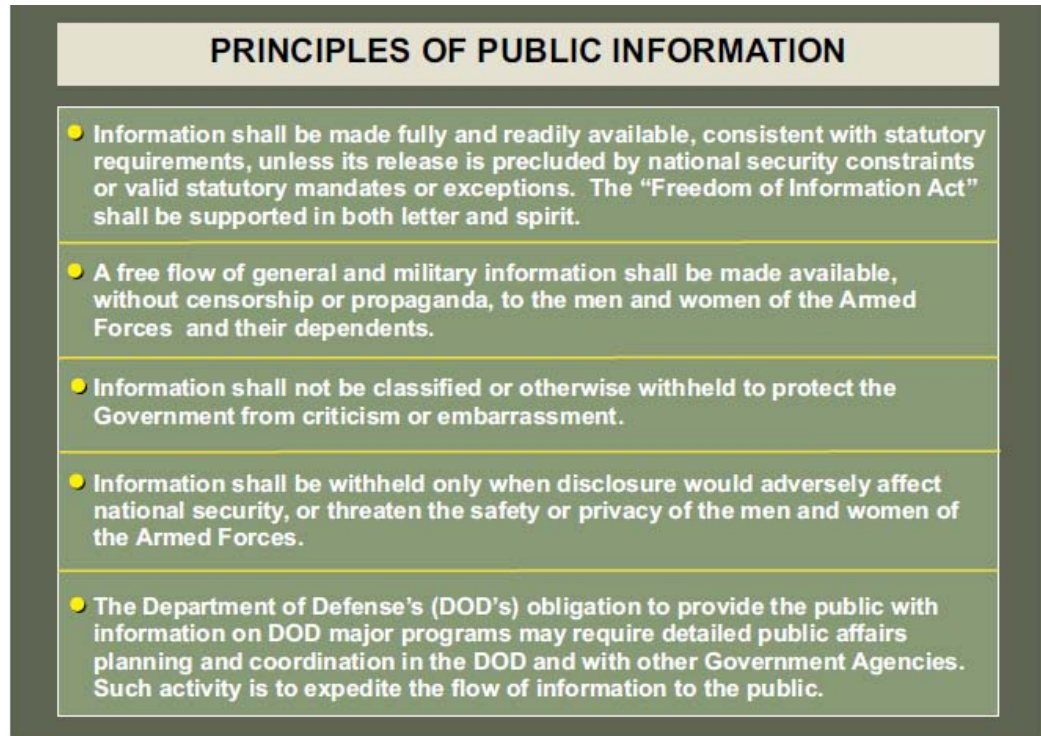 PRINCIPLES OF PUBLIC INFORMATION
Information shall be made fully and readily available, consistent with statutory
requirements, unless its release is precluded by national security constraints
or valid statutory mandates or exceptions.  The “Freedom of Information Act”
shall be supported in both letter and spirit.
A free flow of general and military information shall be made available,
without censorship or propaganda, to the men and women of the Armed
Forces  and their dependents.
Information shall not be classified or otherwise withheld to protect the
Government from criticism or embarrassment.
Information shall be withheld only when disclosure would adversely affect
national security, or threaten the safety or privacy of the men and women of
the Armed Forces.
The Department of Defense’s (DOD’s) obligation to provide the public with
information on DOD major programs may require detailed public affairs
planning and coordination in the DOD and with other Government Agencies.
Such activity is to expedite the flow of information to the public.